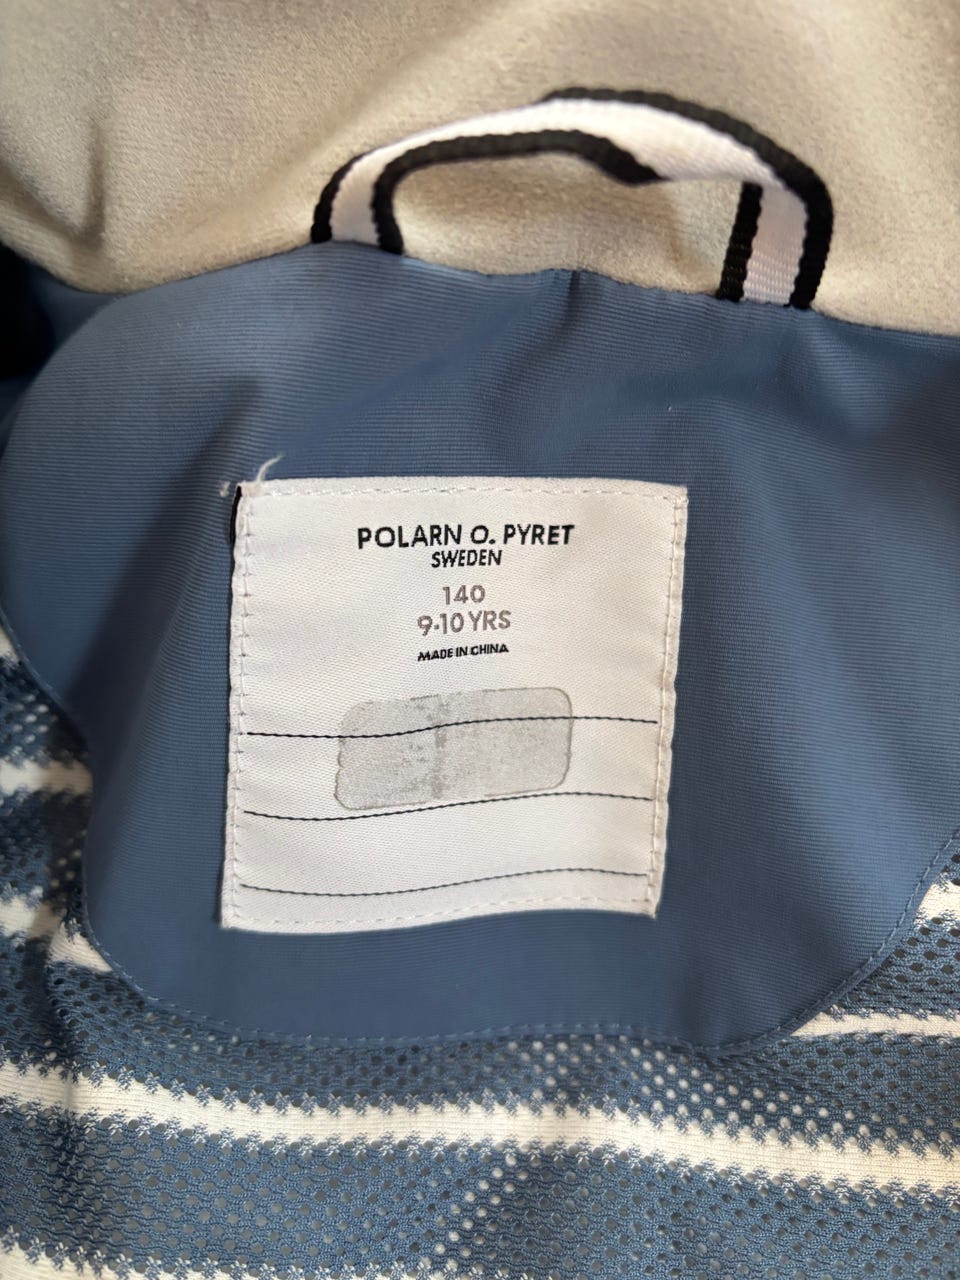 POLARN O. PYRET
SWEDEN
140
9-10 YRS
MADE IN CHINA